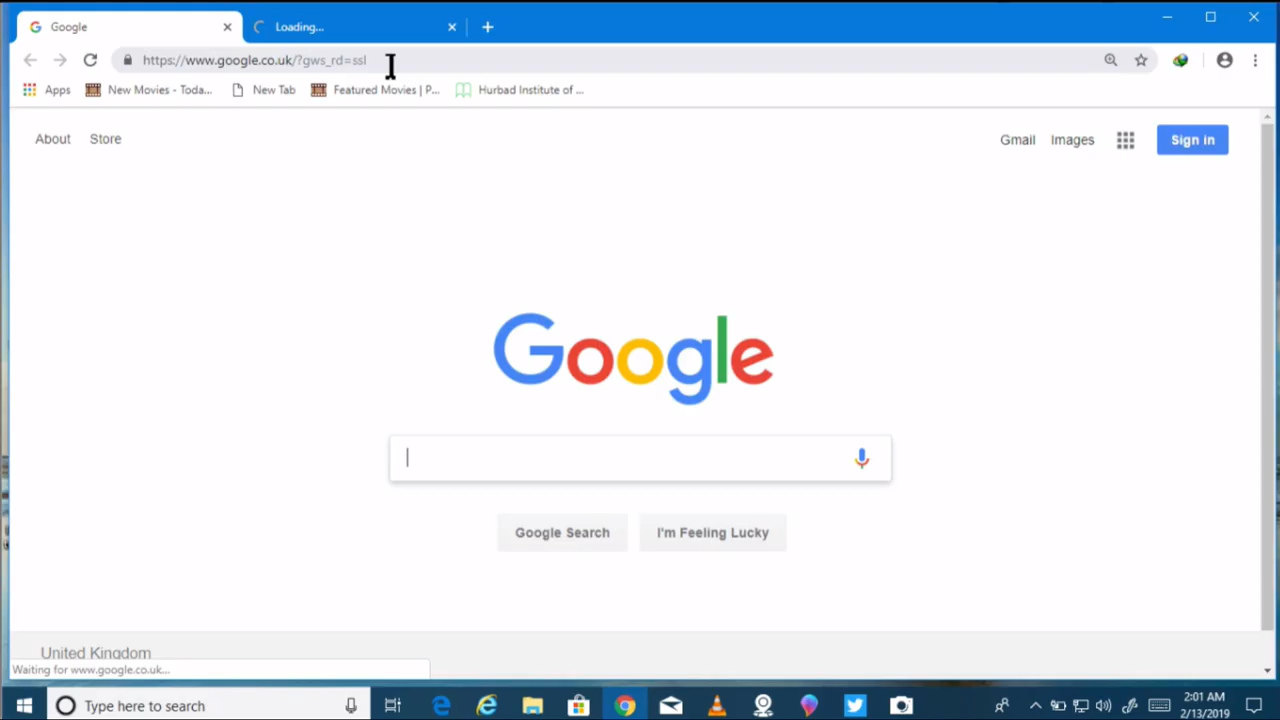 Google
Loading...
https://www.google.co.uk/?gws_rd=ssl
Apps
New Movies - Toda...
New Tab
Featured Movies | P...
Hurbad Institute of ...
About Store
Gmail Images Sign in
Google
Google Search I'm Feeling Lucky
United Kingdom
Waiting for www.google.co.uk...
Type here to search
2:01 AM
2/13/2019